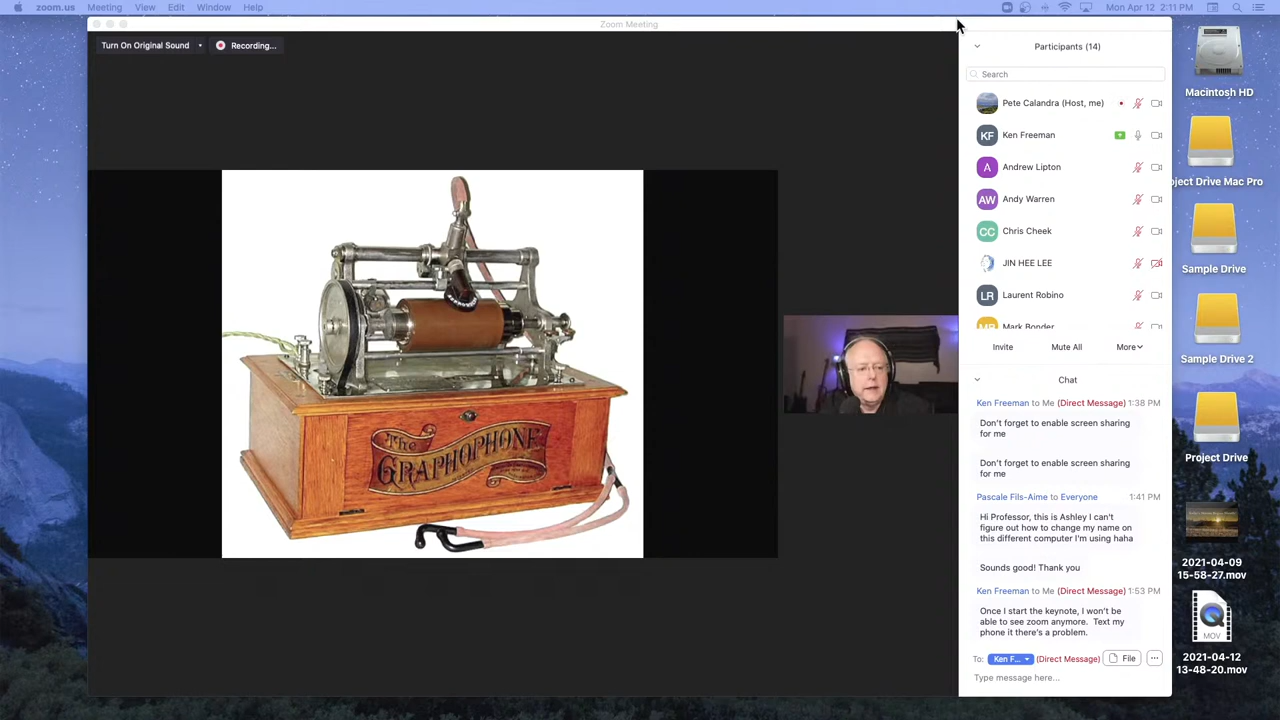 zoom.us Meeting View Edit Window Help
Mon Apr 12 2:11 PM
Zoom Meeting
Turn On Original Sound
Recording...
The
GRAPHOPHONE
Participants (14)
Search
Pete Calandra (Host, me)
KF Ken Freeman
A Andrew Lipton
AW Andy Warren
CC Chris Cheek
JIN HEE LEE
LR Laurent Robino
MB Mark Bonder
Invite Mute All More
Chat
Ken Freeman to Me (Direct Message) 1:38 PM
Don't forget to enable screen sharing
for me
Don't forget to enable screen sharing
for me
Pascale Fils-Aime to Everyone 1:41 PM
Hi Professor, this is Ashley I can't
figure out how to change my name on
this different computer I'm using haha
Sounds good! Thank you
Ken Freeman to Me (Direct Message) 1:53 PM
Once I start the keynote, I won't be
able to see zoom anymore. Text my
phone it there's a problem.
To: Ken F... (Direct Message) File ...
Type message here...
Macintosh HD
oject Drive Mac Pro
Sample Drive
Sample Drive 2
Project Drive
2021-04-09
15-58-27.mov
MOV
2021-04-12
13-48-20.mov